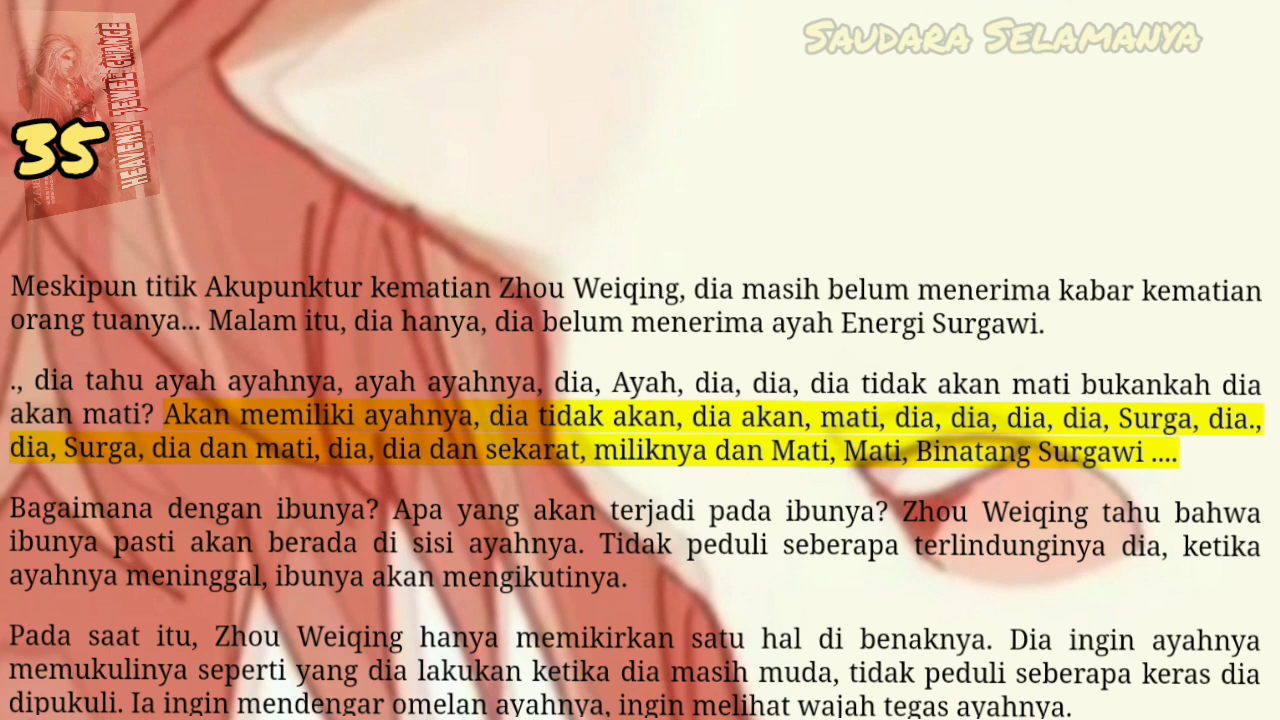 Saudara Selamanya
HEAVENLY JEWEL CHANGE
35
Meskipun titik Akupunktur kematian Zhou Weiqing, dia masih belum menerima kabar kematian
orang tuanya... Malam itu, dia hanya, dia belum menerima ayah Energi Surgawi.
., dia tahu ayah ayahnya, ayah ayahnya, dia, Ayah, dia, dia, dia tidak akan mati bukankah dia
akan mati? Akan memiliki ayahnya, dia tidak akan, dia akan, mati, dia, dia, dia, dia, Surga, dia.,
dia, Surga, dia dan mati, dia, dia dan sekarat, miliknya dan Mati, Mati, Binatang Surgawi ....
Bagaimana dengan ibunya? Apa yang akan terjadi pada ibunya? Zhou Weiqing tahu bahwa
ibunya pasti akan berada di sisi ayahnya. Tidak peduli seberapa terlindunginya dia, ketika
ayahnya meninggal, ibunya akan mengikutinya.
Pada saat itu, Zhou Weiqing hanya memikirkan satu hal di benaknya. Dia ingin ayahnya
memukulinya seperti yang dia lakukan ketika dia masih muda, tidak peduli seberapa keras dia
dipukuli. Ia ingin mendengar omelan ayahnya, ingin melihat wajah tegas ayahnya.